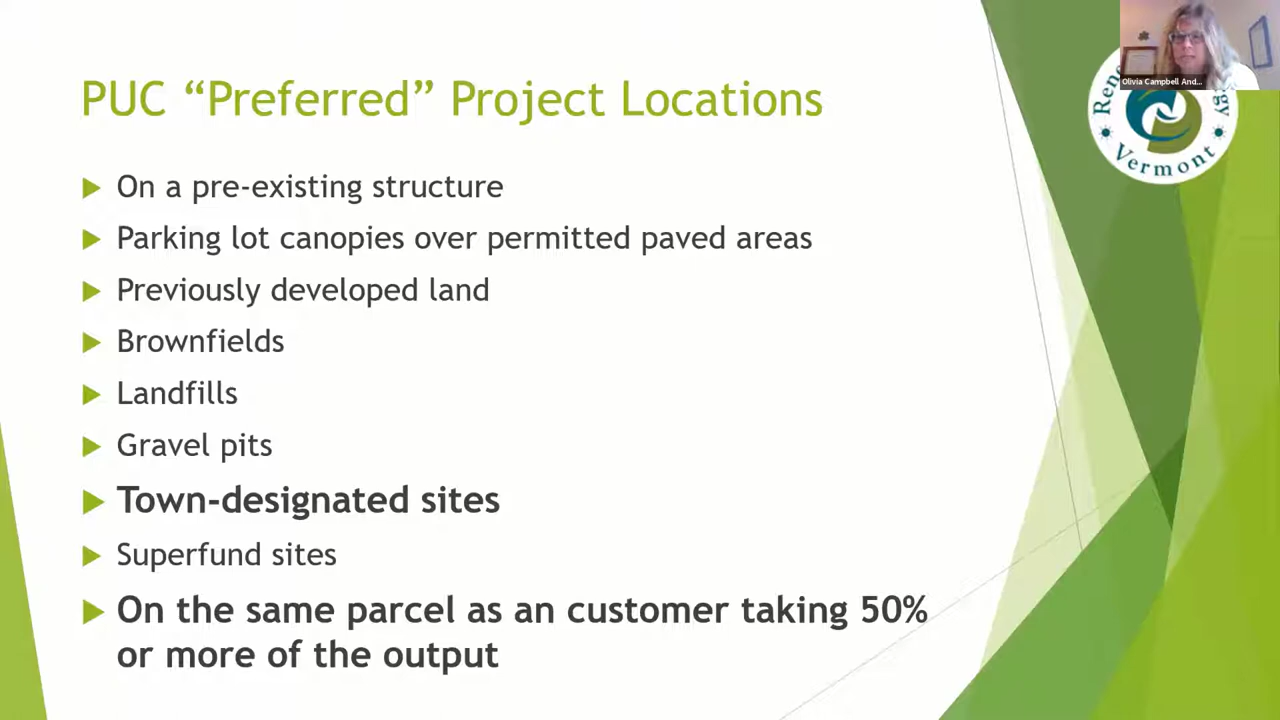 PUC “Preferred” Project Locations
On a pre-existing structure
Parking lot canopies over permitted paved areas
Previously developed land
Brownfields
Landfills
Gravel pits
Town-designated sites
Superfund sites
On the same parcel as an customer taking 50%
or more of the output
Olivia Campbell And...
Vermont